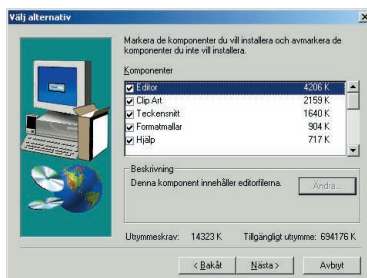 Välj alternativ
Markera de komponenter du vill installera och avmarkera de
komponenter du inte vill installera.
Komponenter
Editor 4206 K
Clip Art 2159 K
Teckensnitt 1640 K
Formatmallar 904 K
Hjälp 717 K
Beskrivning
Denna komponent innehåller editorfilerna.
Ändra...
Utrymmeskrav: 14323 K Tillgängligt utymme: 694176 K
< Bakåt Nästa > Avbryt